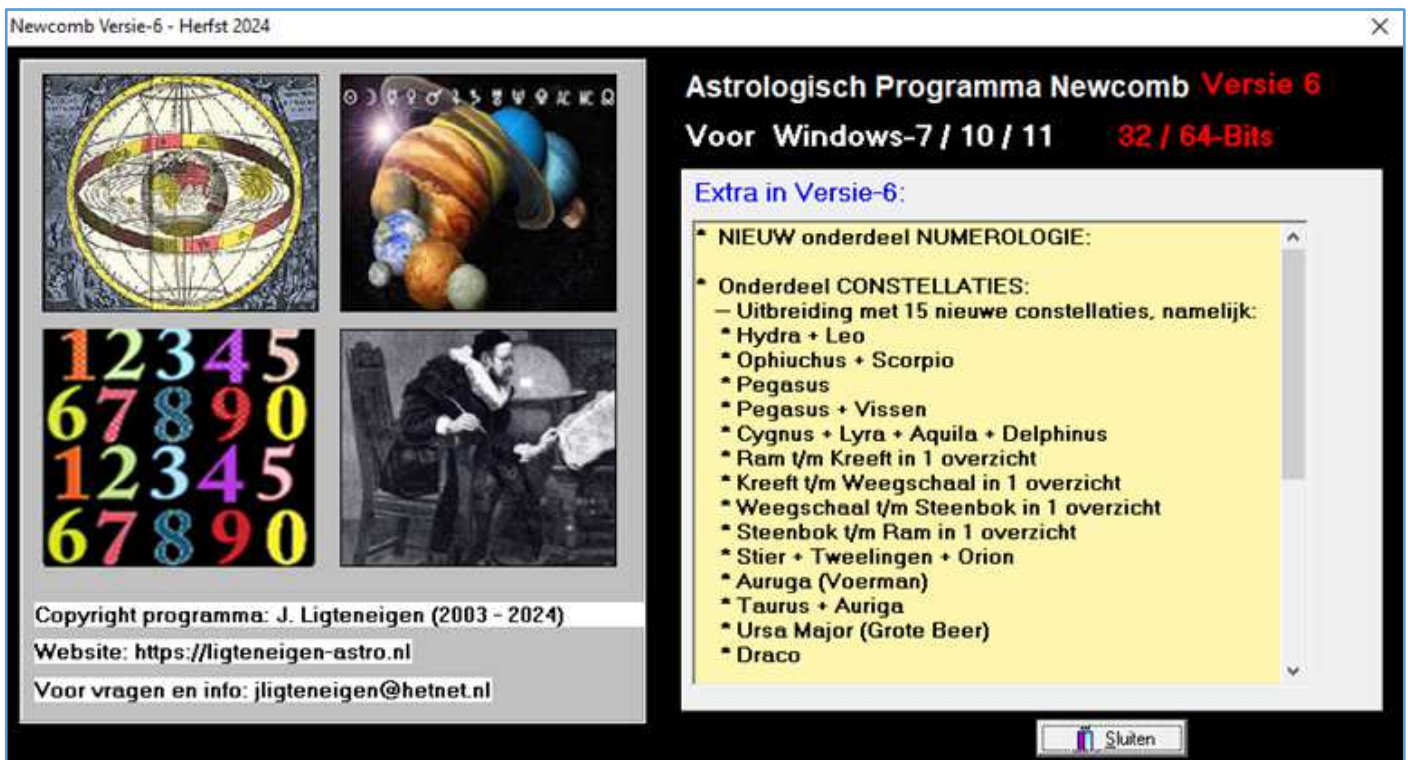 Newcomb Versie-6 - Herfst 2024
1 2 3 4 5
6 7 8 9 0
1 2 3 4 5
6 7 8 9 0
Copyright programma: J. Ligteneigen (2003 - 2024)
Website: https://ligteneigen-astro.nl
Voor vragen en info: jligteneigen@hetnet.nl
Astrologisch Programma Newcomb Versie 6
Voor Windows-7 / 10 / 11 32 / 64-Bits
Extra in Versie-6:
* NIEUW onderdeel NUMEROLOGIE:
* Onderdeel CONSTELLATIES:
– Uitbreiding met 15 nieuwe constellaties, namelijk:
* Hydra + Leo
* Ophiuchus + Scorpio
* Pegasus
* Pegasus + Vissen
* Cygnus + Lyra + Aquila + Delphinus
* Ram t/m Kreeft in 1 overzicht
* Kreeft t/m Weegschaal in 1 overzicht
* Weegschaal t/m Steenbok in 1 overzicht
* Steenbok t/m Ram in 1 overzicht
* Stier + Tweelingen + Orion
* Auruga (Voerman)
* Taurus + Auriga
* Ursa Major (Grote Beer)
* Draco
Sluiten